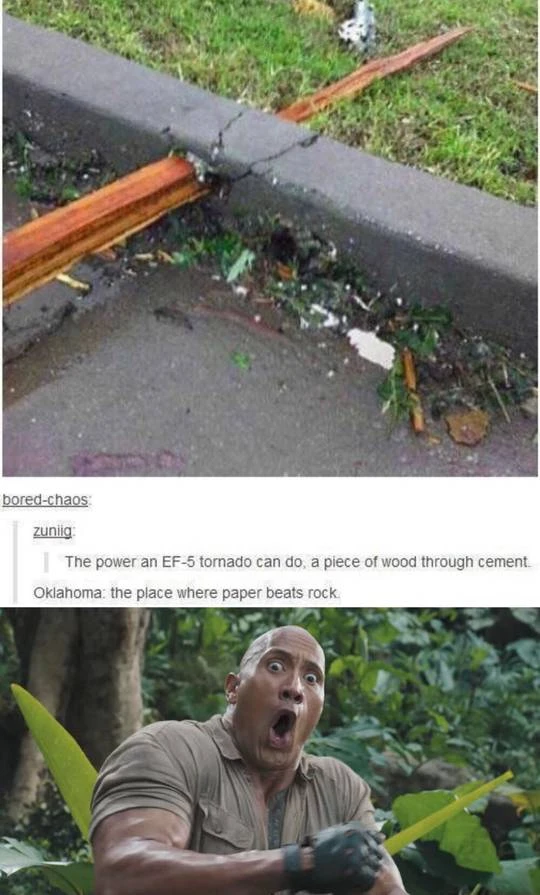 bored-chaos:
zuniig:
The power an EF-5 tornado can do, a piece of wood through cement.
Oklahoma: the place where paper beats rock.